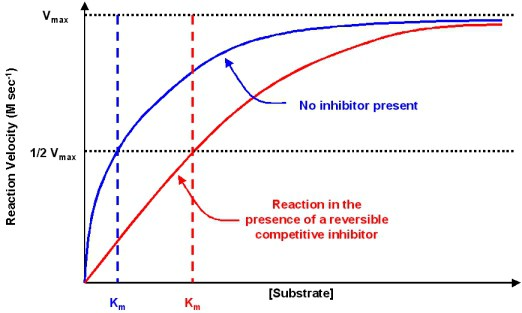 Vmax
Reaction Velocity (M sec-1)
No inhibitor present
1/2 Vmax
Reaction in the
presence of a reversible
competitive inhibitor
[Substrate]
Km
Km